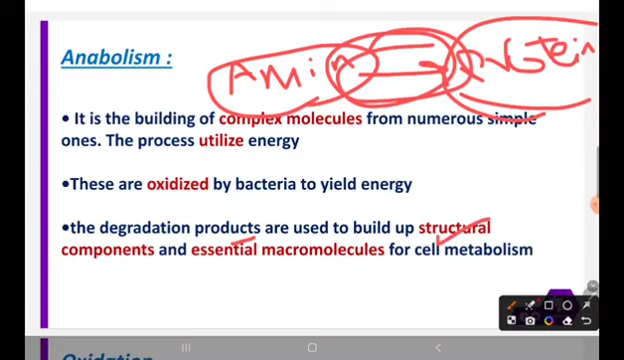 Anabolism :
Amin protein
• It is the building of complex molecules from numerous simple
ones. The process utilize energy
•These are oxidized by bacteria to yield energy
•the degradation products are used to build up structural
components and essential macromolecules for cell metabolism
Oxidation